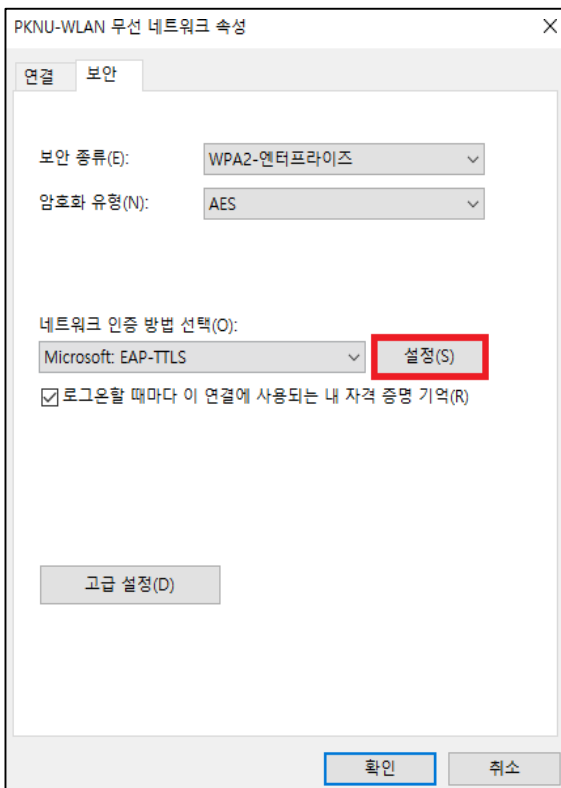 PKNU-WLAN 무선 네트워크 속성
연결 보안
보안 종류(E): WPA2-엔터프라이즈
암호화 유형(N): AES
네트워크 인증 방법 선택(O):
Microsoft: EAP-TTLS 설정(S)
로그온할 때마다 이 연결에 사용되는 내 자격 증명 기억(R)
고급 설정(D)
확인 취소